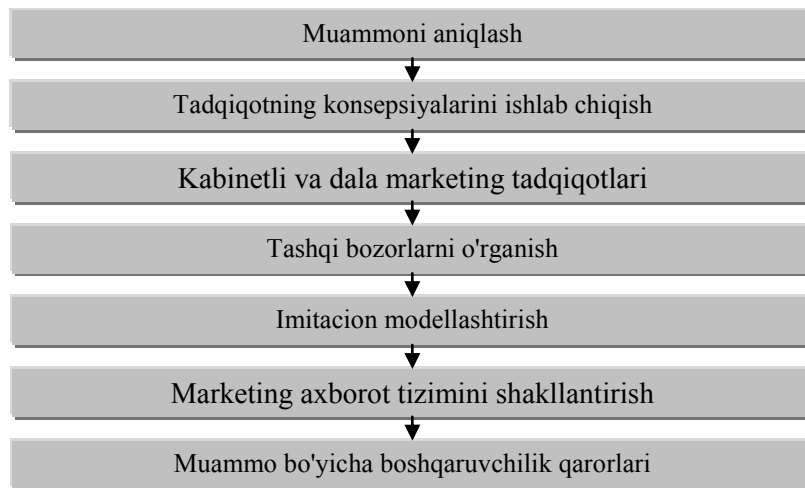 Muammoni aniqlash
Tadqiqotning konsepsiyalarini ishlab chiqish
Kabinetli va dala marketing tadqiqotlari
Tashqi bozorlarni o'rganish
Imitacion modellashtirish
Marketing axborot tizimini shakllantirish
Muammo bo'yicha boshqaruvchilik qarorlari